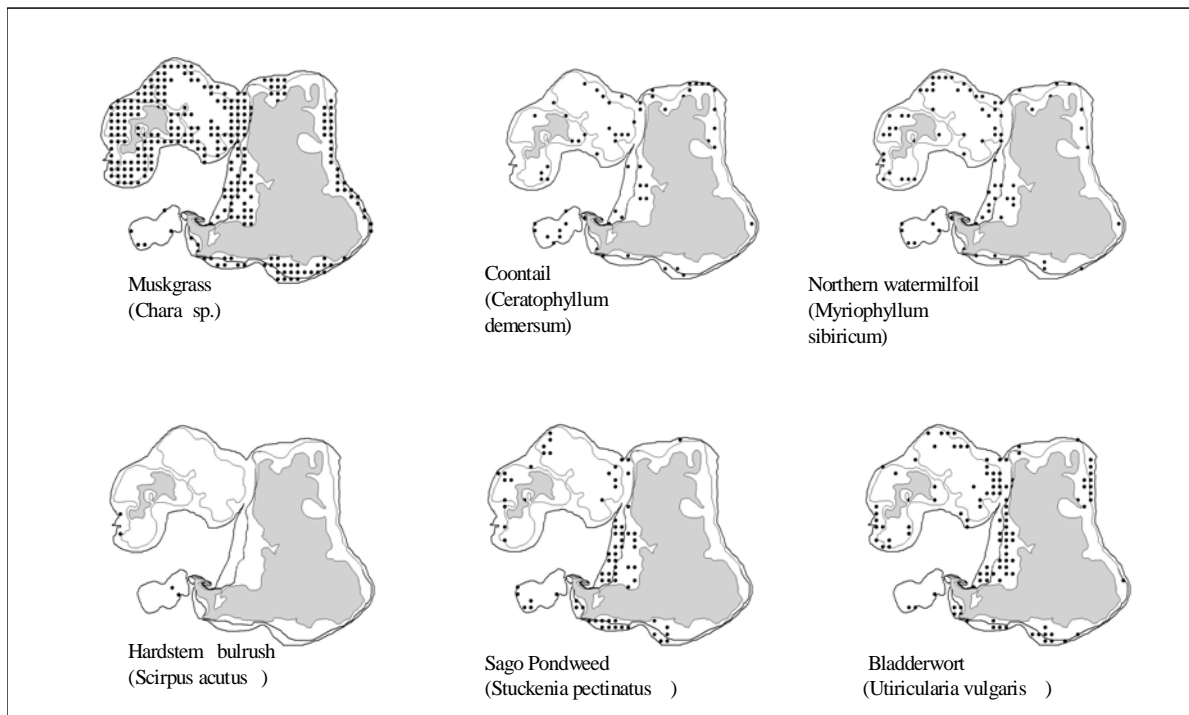 Muskgrass
(Chara sp.)
Coontail
(Ceratophyllum
demersum)
Northern watermilfoil
(Myriophyllum
sibiricum)
Hardstem bulrush
(Scirpus acutus )
Sago Pondweed
(Stuckenia pectinatus )
Bladderwort
(Utiricularia vulgaris )